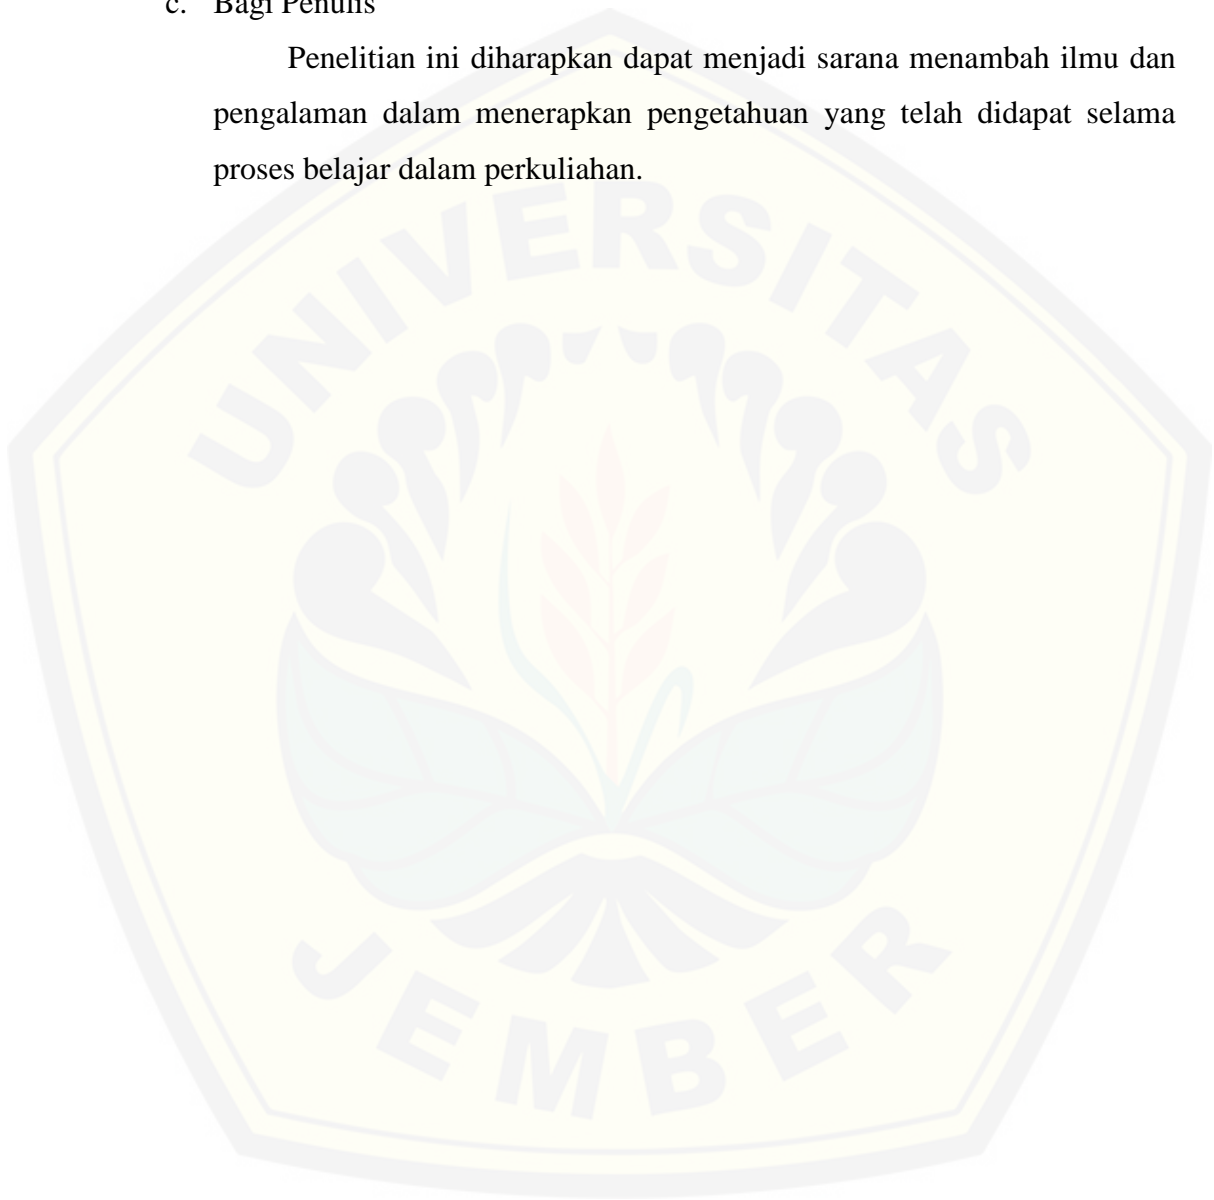 c. Bagi Penulis
Penelitian ini diharapkan dapat menjadi sarana menambah ilmu dan
pengalaman dalam menerapkan pengetahuan yang telah didapat selama
proses belajar dalam perkuliahan.
UNIVERSITAS
JEMBER